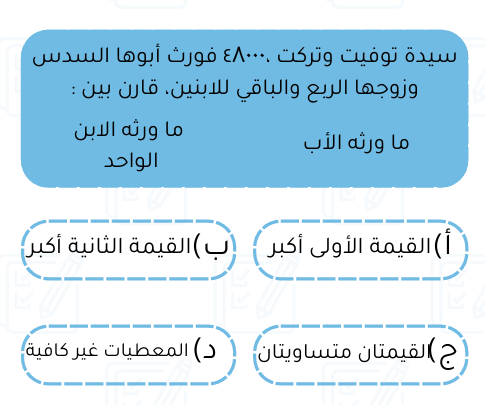 سيدة توفيت وتركت ٤٨٠٠٠، فورث أبوها السدس
وزوجها الربع والباقي للابنين، قارن بين :
ما ورثه الأب
ما ورثه الابن
الواحد
أ) القيمة الأولى أكبر
ب) القيمة الثانية أكبر
ج) القيمتان متساويتان
د) المعطيات غير كافية